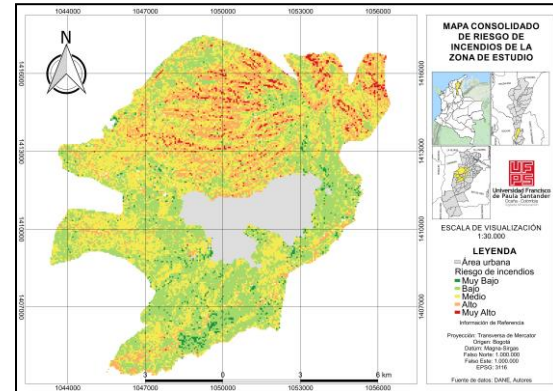 1044000 1047000 1050000 1053000 1056000
N
1416000
1413000
1410000
1407000
1416000
1413000
1410000
1407000
3 0 3 6 km
1044000 1047000 1050000 1053000 1056000
MAPA CONSOLIDADO
DE RIESGO DE
INCENDIOS DE LA
ZONA DE ESTUDIO
Universidad Francisco
de Paula Santander
Ocaña - Colombia
ESCALA DE VISUALIZACIÓN
1:30.000
LEYENDA
Área urbana
Riesgo de incendios
Muy Bajo
Bajo
Medio
Alto
Muy Alto
Información de Referencia
Proyección: Transversa de Mercator
Origen: Bogotá
Datum: Magna-Sirgas
Falso Norte: 1.000.000
Falso Este: 1.000.000
EPSG: 3116
Fuente de datos: DANE, Autores